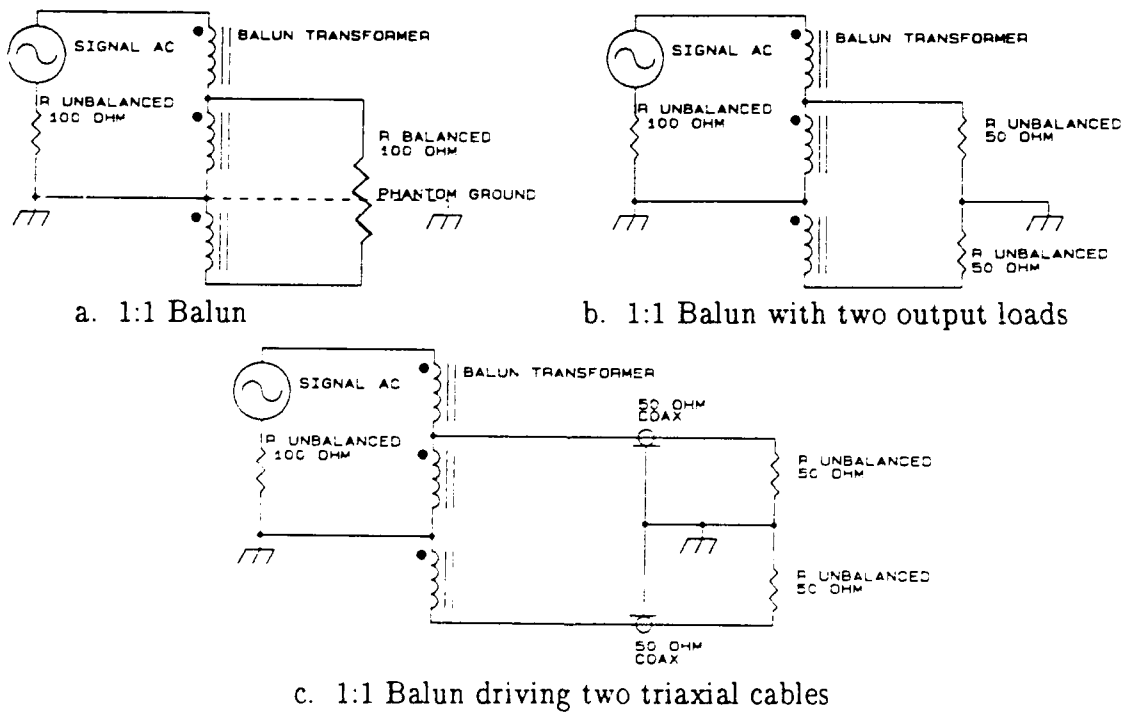 SIGNAL AC
BALUN TRANSFORMER
R UNBALANCED
100 OHM
R BALANCED
100 OHM
PHANTOM GROUND
a. 1:1 Balun
SIGNAL AC
BALUN TRANSFORMER
R UNBALANCED
100 OHM
R UNBALANCED
50 OHM
R UNBALANCED
50 OHM
b. 1:1 Balun with two output loads
SIGNAL AC
BALUN TRANSFORMER
R UNBALANCED
100 OHM
50 OHM
COAX
R UNBALANCED
50 OHM
R UNBALANCED
50 OHM
50 OHM
COAX
c. 1:1 Balun driving two triaxial cables